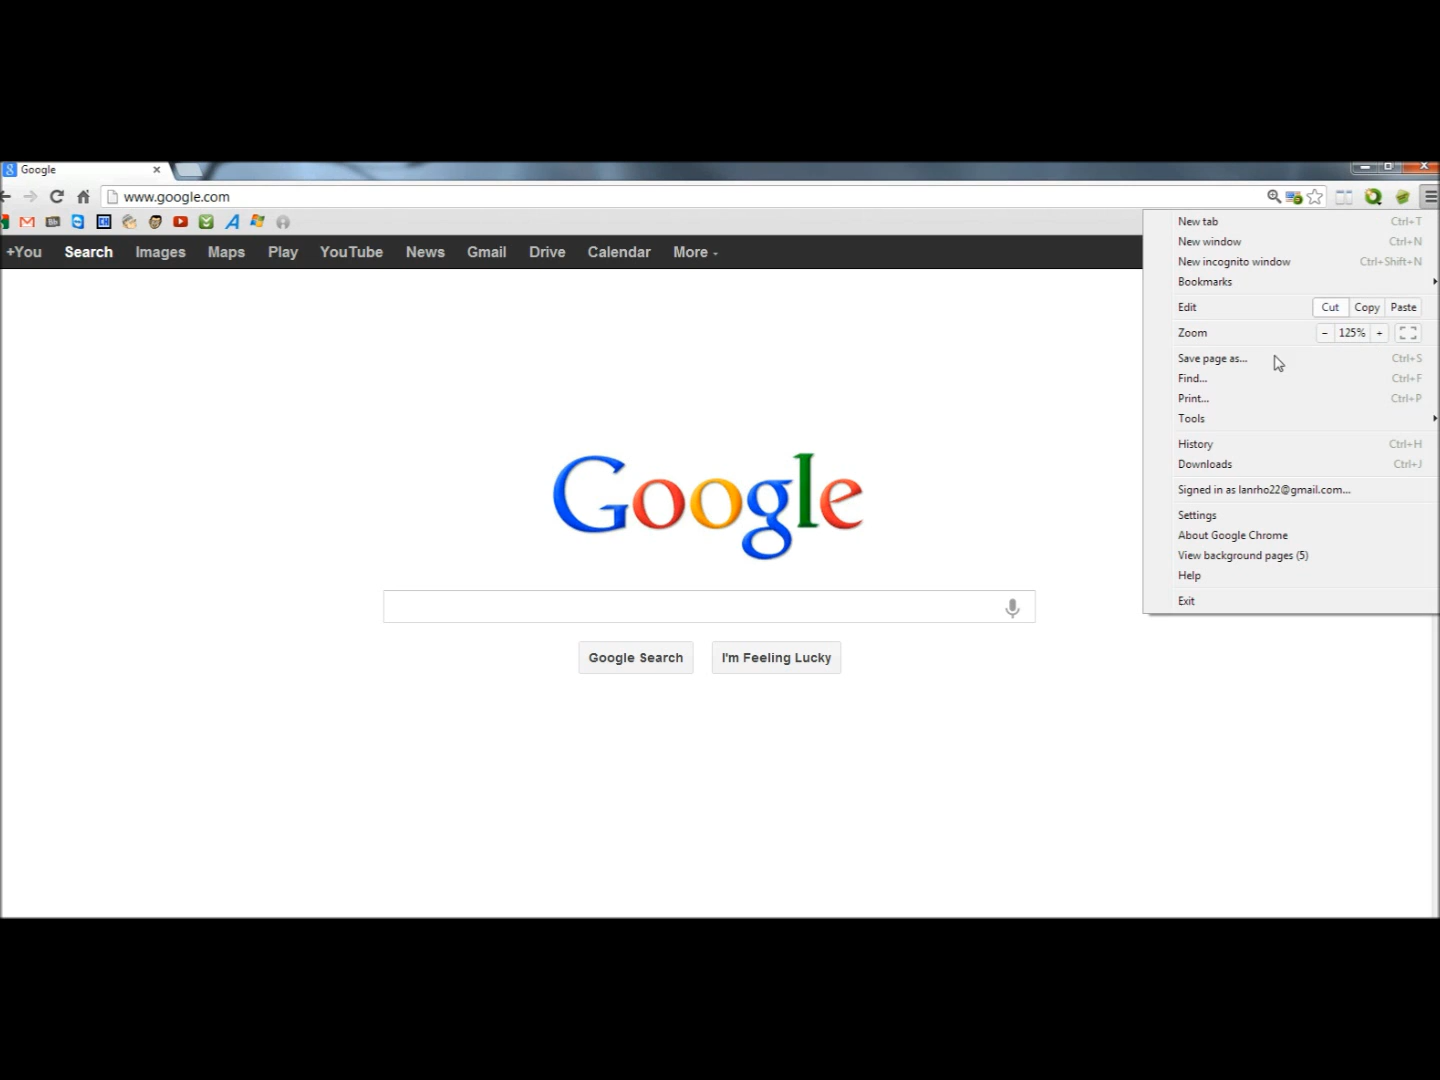 Google
www.google.com
+You Search Images Maps Play YouTube News Gmail Drive Calendar More
New tab Ctrl+T
New window Ctrl+N
New incognito window Ctrl+Shift+N
Bookmarks
Edit Cut Copy Paste
Zoom - 125% +
Save page as... Ctrl+S
Find... Ctrl+F
Print... Ctrl+P
Tools
History Ctrl+H
Downloads Ctrl+J
Signed in as lanrho22@gmail.com...
Settings
About Google Chrome
View background pages (5)
Help
Exit
Google
Google Search I'm Feeling Lucky